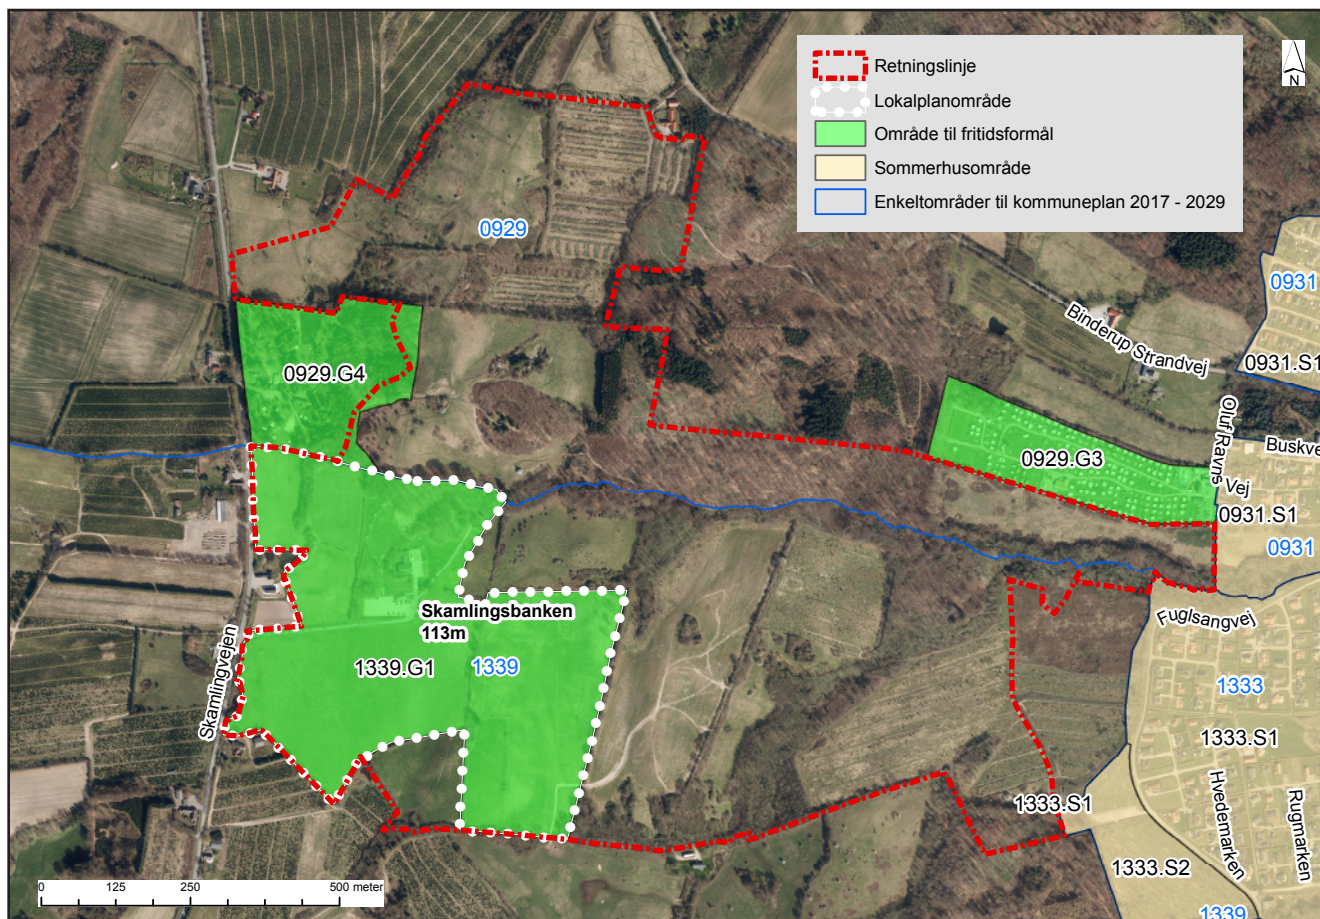 Retningslinje
Lokalplanområde
Område til fritidsformål
Sommerhusområde
Enkeltområder til kommuneplan 2017 - 2029
N
0929
0931
Binderup Strandvej
0931.S1
0929.G4
Oluf Ravns Vej
Buskve
0929.G3
0931.S1
0931
Skamlingsbanken
113m
Fuglsangvej
1339.G1
1339
1333
Skamlingvejen
1333.S1
1333.S1
Hvedemarken
Rugmarken
1333.S2
1339
0 125 250 500 meter